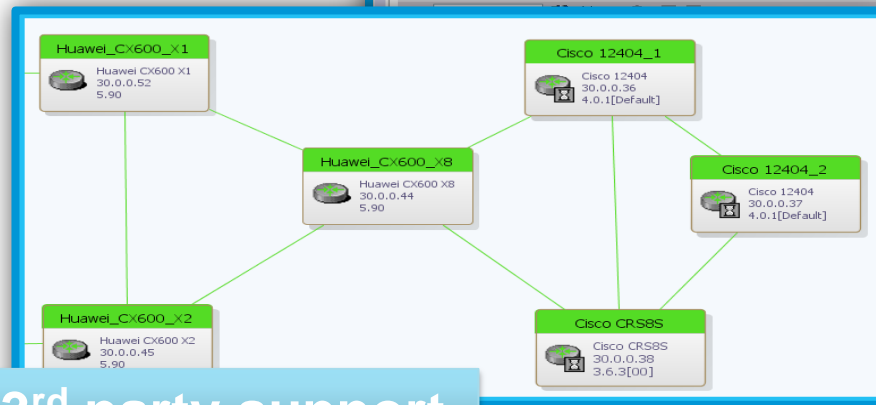 Huawei_CX600_X1
Huawei CX600 X1
30.0.0.52
5.90
Cisco 12404_1
Cisco 12404
30.0.0.36
4.0.1[Default]
Huawei_CX600_X8
Huawei CX600 X8
30.0.0.44
5.90
Cisco 12404_2
Cisco 12404
30.0.0.37
4.0.1[Default]
Huawei_CX600_X2
Huawei CX600 X2
30.0.0.45
5.90
Cisco CRS8S
Cisco CRS8S
30.0.0.38
3.6.3[00]
3rd party support